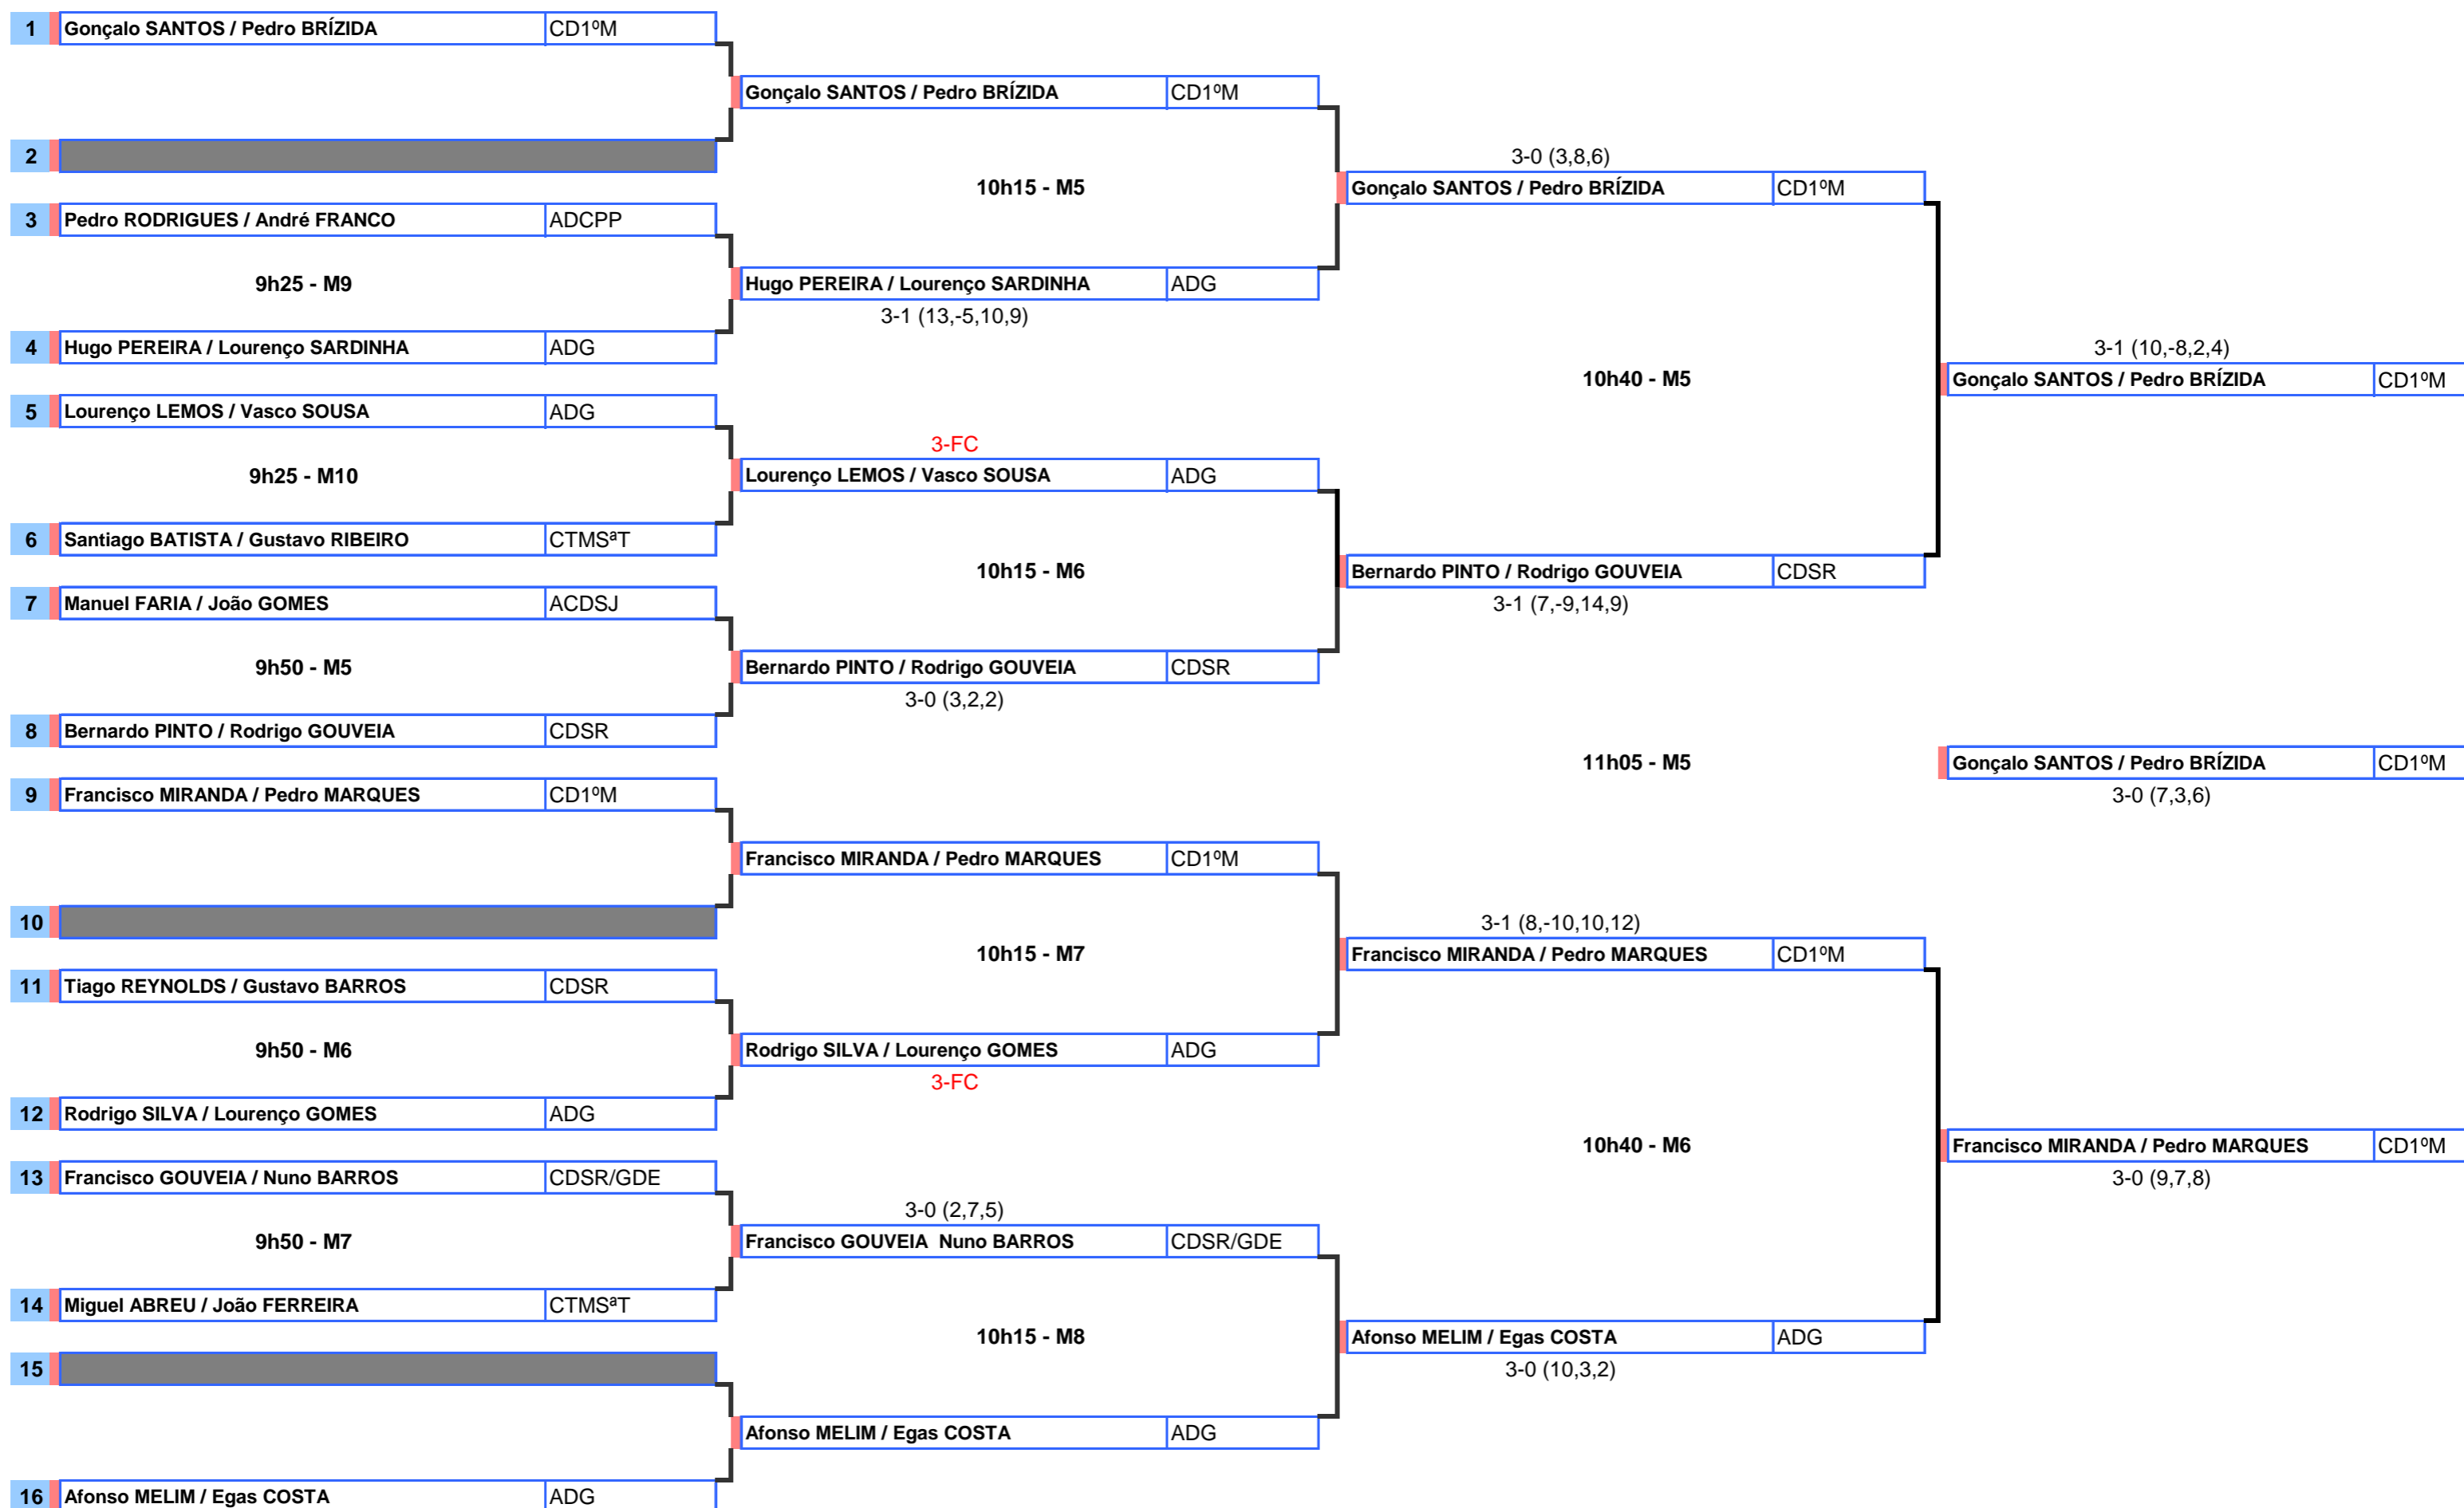 1 Gonçalo SANTOS / Pedro BRÍZIDA CD1ºM
Gonçalo SANTOS / Pedro BRÍZIDA CD1ºM
2
3-0 (3,8,6)
10h15 - M5
Gonçalo SANTOS / Pedro BRÍZIDA CD1ºM
3 Pedro RODRIGUES / André FRANCO ADCPP
9h25 - M9
Hugo PEREIRA / Lourenço SARDINHA ADG
3-1 (13,-5,10,9)
4 Hugo PEREIRA / Lourenço SARDINHA ADG
3-1 (10,-8,2,4)
10h40 - M5
Gonçalo SANTOS / Pedro BRÍZIDA CD1ºM
5 Lourenço LEMOS / Vasco SOUSA ADG
3-FC
9h25 - M10
Lourenço LEMOS / Vasco SOUSA ADG
6 Santiago BATISTA / Gustavo RIBEIRO CTMSªT
10h15 - M6
Bernardo PINTO / Rodrigo GOUVEIA CDSR
7 Manuel FARIA / João GOMES ACDSJ
3-1 (7,-9,14,9)
9h50 - M5
Bernardo PINTO / Rodrigo GOUVEIA CDSR
3-0 (3,2,2)
8 Bernardo PINTO / Rodrigo GOUVEIA CDSR
11h05 - M5
Gonçalo SANTOS / Pedro BRÍZIDA CD1ºM
9 Francisco MIRANDA / Pedro MARQUES CD1ºM
3-0 (7,3,6)
Francisco MIRANDA / Pedro MARQUES CD1ºM
10
3-1 (8,-10,10,12)
10h15 - M7
Francisco MIRANDA / Pedro MARQUES CD1ºM
11 Tiago REYNOLDS / Gustavo BARROS CDSR
9h50 - M6
Rodrigo SILVA / Lourenço GOMES ADG
3-FC
12 Rodrigo SILVA / Lourenço GOMES ADG
10h40 - M6
Francisco MIRANDA / Pedro MARQUES CD1ºM
13 Francisco GOUVEIA / Nuno BARROS CDSR/GDE
3-0 (9,7,8)
3-0 (2,7,5)
9h50 - M7
Francisco GOUVEIA Nuno BARROS CDSR/GDE
14 Miguel ABREU / João FERREIRA CTMSªT
10h15 - M8
Afonso MELIM / Egas COSTA ADG
15
3-0 (10,3,2)
Afonso MELIM / Egas COSTA ADG
16 Afonso MELIM / Egas COSTA ADG